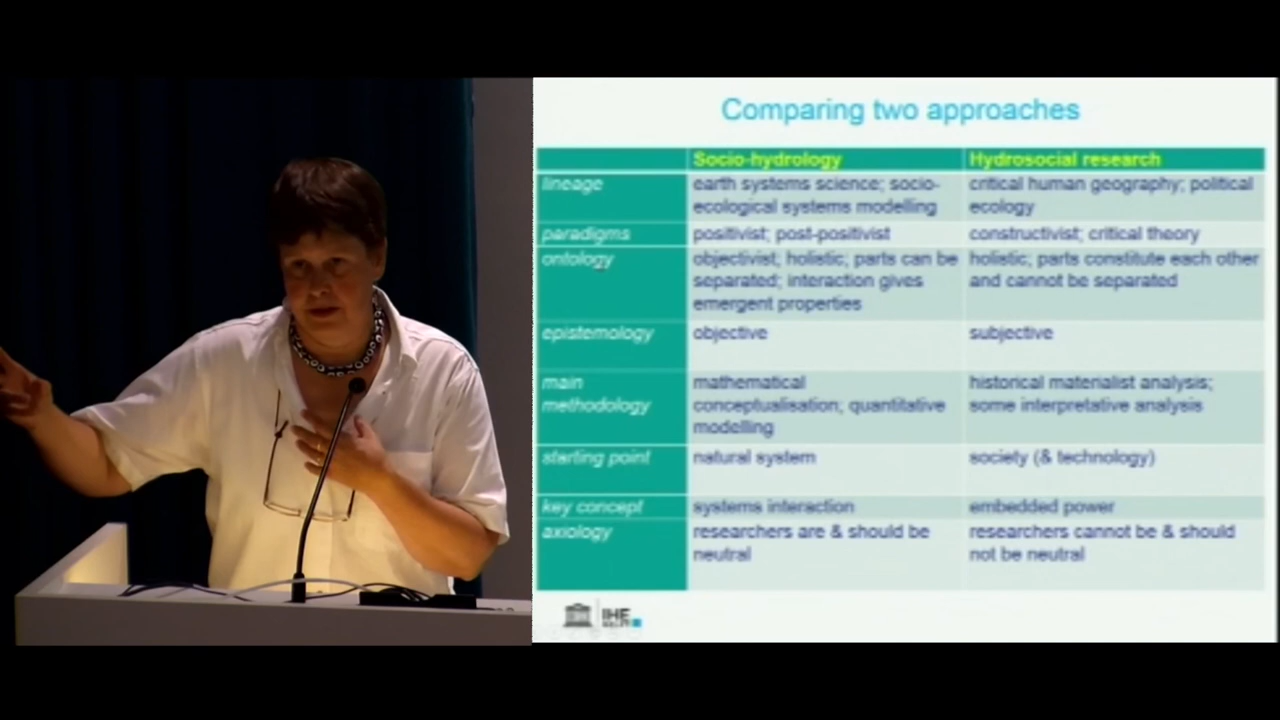 Comparing two approaches
Socio-hydrology Hydrosocial research
lineage earth systems science; socio- critical human geography; political
ecological systems modelling ecology
paradigms positivist; post-positivist constructivist; critical theory
ontology objectivist; holistic; parts can be holistic; parts constitute each other
separated; interaction gives and cannot be separated
emergent properties
epistemology objective subjective
main mathematical historical materialist analysis;
methodology conceptualisation; quantitative some interpretative analysis
modelling
starting point natural system society (& technology)
key concept systems interaction embedded power
axiology researchers are & should be researchers cannot be & should
neutral not be neutral
IHE